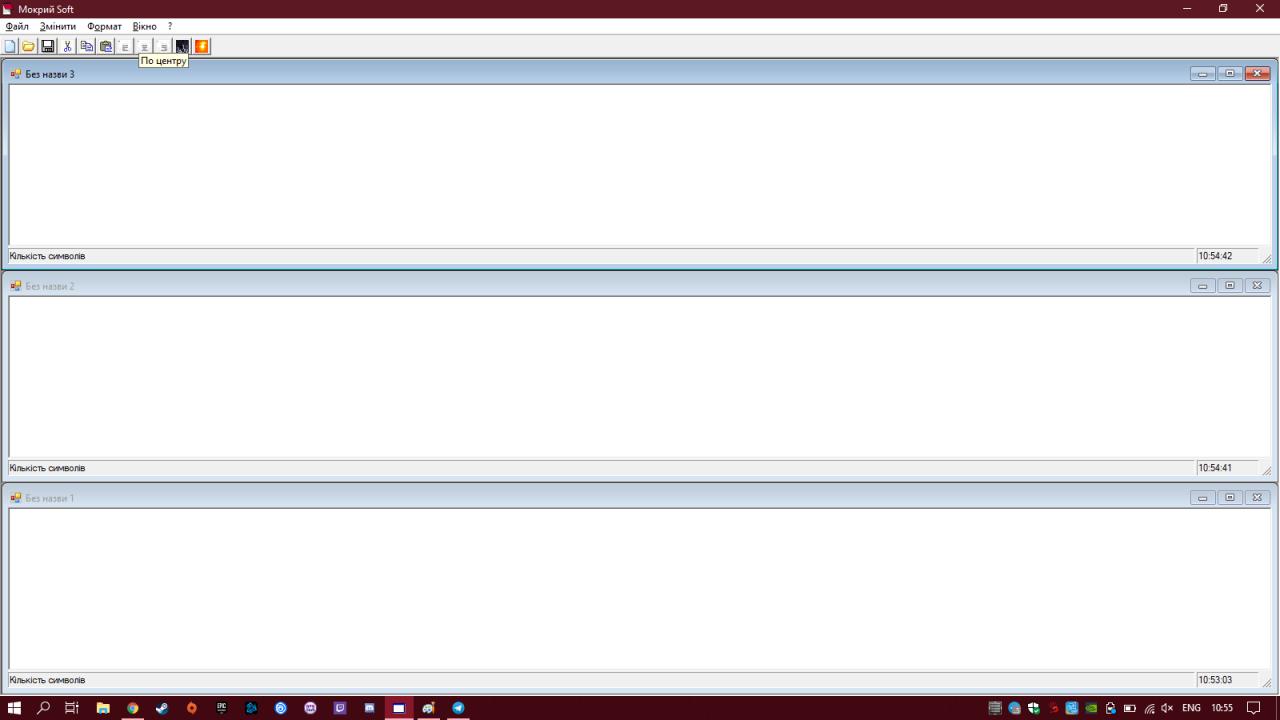 Мокрий Soft
Файл Змінити Формат Вікно ?
По центру
Без назви 3
Кількість символів 10:54:42
Без назви 2
Кількість символів 10:54:41
Без назви 1
Кількість символів 10:53:03
EPIC
ENG 10:55